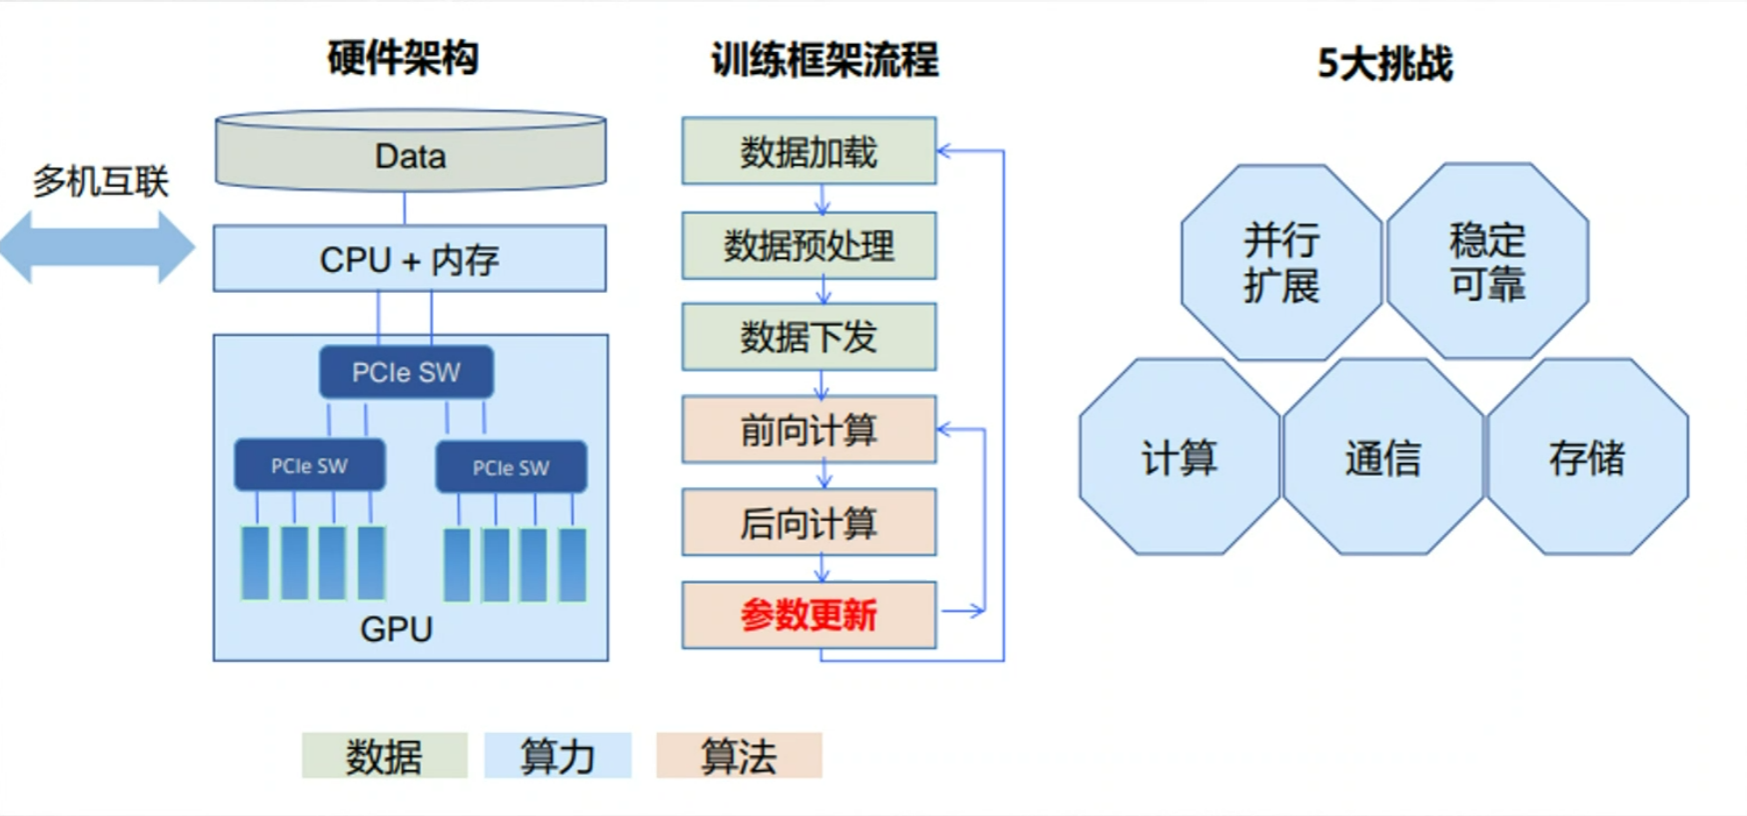 硬件架构
训练框架流程
5大挑战
多机互联
Data
CPU + 内存
PCIe SW
PCIe SW
PCIe SW
GPU
数据加载
数据预处理
数据下发
前向计算
后向计算
参数更新
并行
扩展
稳定
可靠
计算
通信
存储
数据
算力
算法